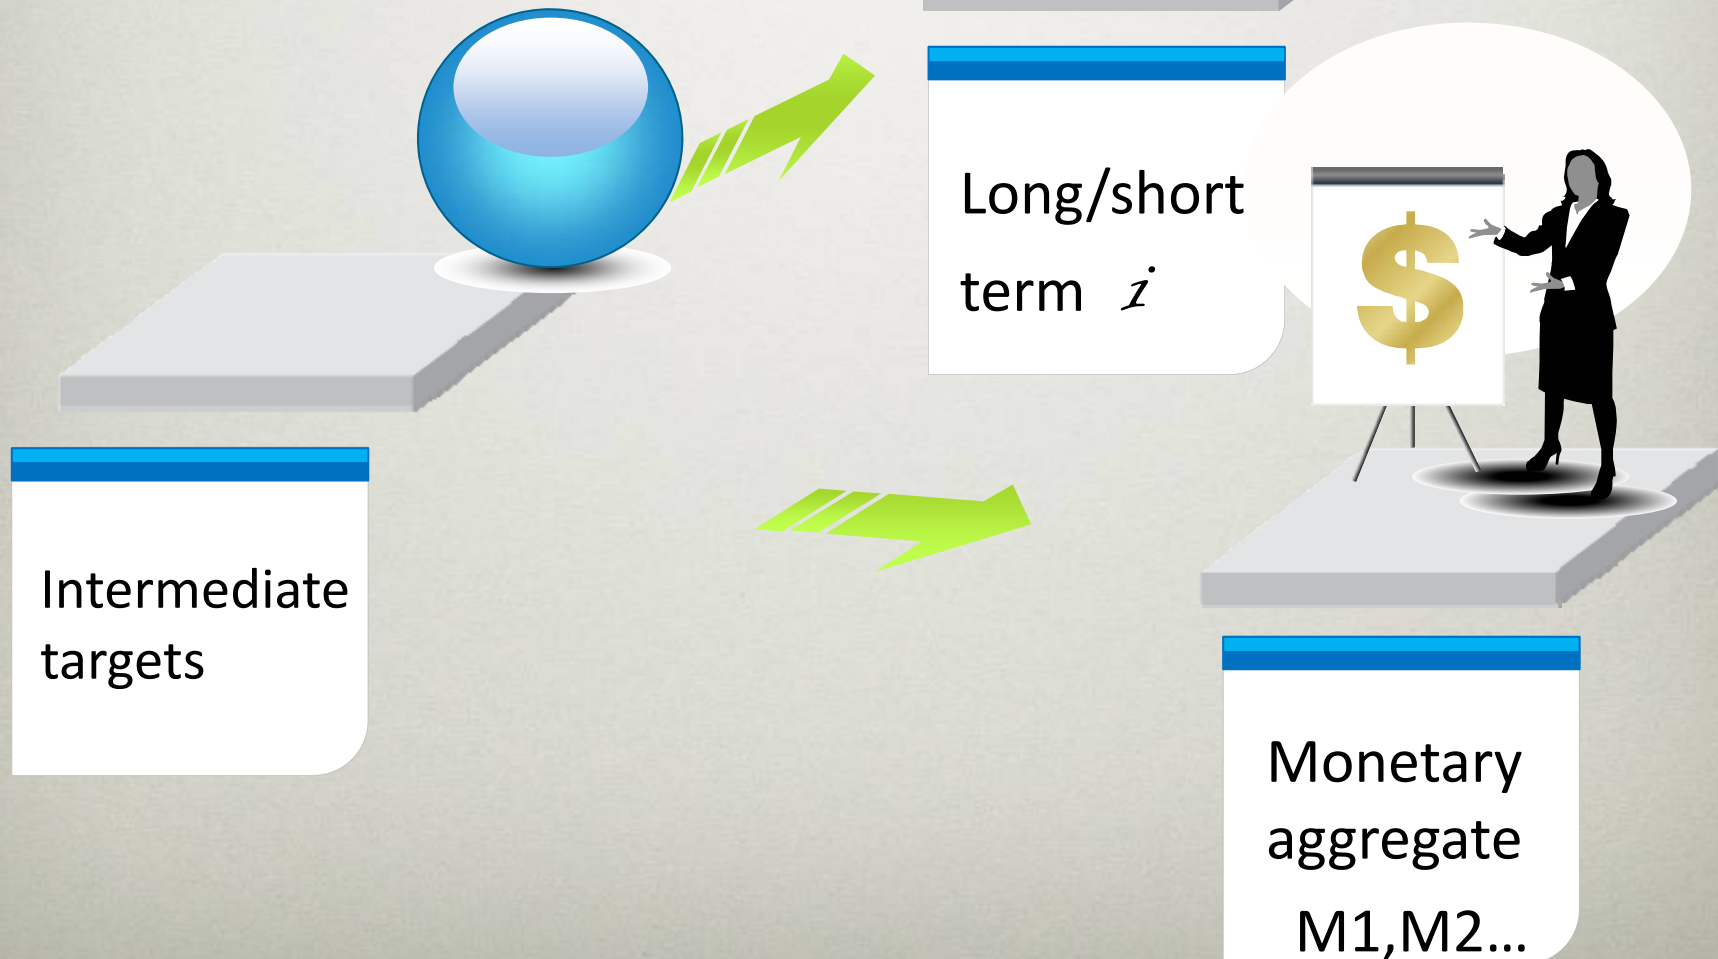 Long/short
term i
$
Intermediate
targets
Monetary
aggregate
M1,M2...